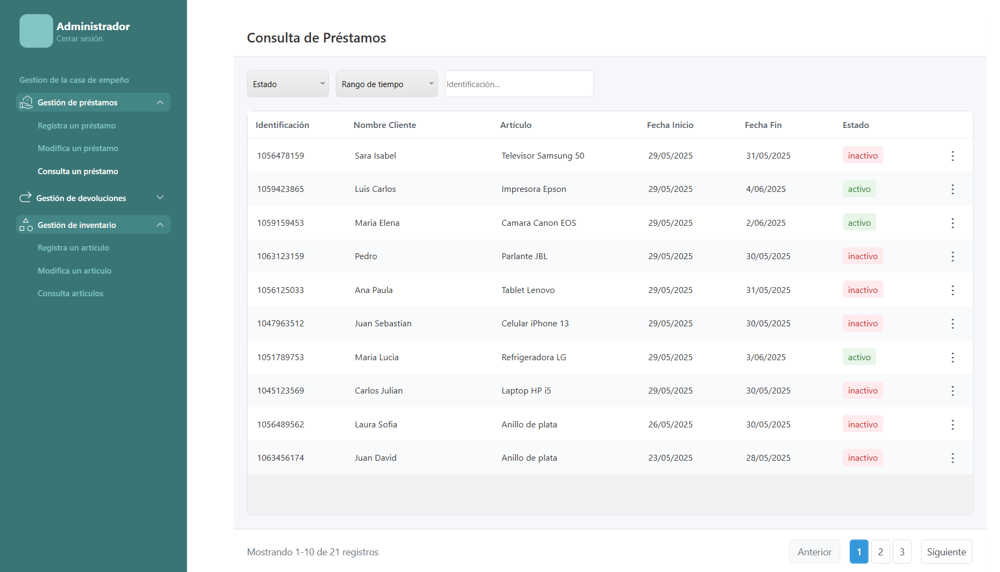 Administrador
Cerrar sesión
Gestion de la casa de empeño
Gestión de préstamos
Registra un préstamo
Modifica un préstamo
Consulta un préstamo
Gestión de devoluciones
Gestión de inventario
Registra un artículo
Modifica un articulo
Consulta articulos
Consulta de Préstamos
Estado Rango de tiempo Identificación...
Identificación Nombre Cliente Artículo Fecha Inicio Fecha Fin Estado
1056478159 Sara Isabel Televisor Samsung 50 29/05/2025 31/05/2025 inactivo
1059423865 Luis Carlos Impresora Epson 29/05/2025 4/06/2025 activo
1059159453 Maria Elena Camara Canon EOS 29/05/2025 2/06/2025 activo
1063123159 Pedro Parlante JBL 29/05/2025 30/05/2025 inactivo
1056125033 Ana Paula Tablet Lenovo 29/05/2025 31/05/2025 inactivo
1047963512 Juan Sebastian Celular iPhone 13 29/05/2025 30/05/2025 inactivo
1051789753 Maria Lucia Refrigeradora LG 29/05/2025 3/06/2025 activo
1045123569 Carlos Julian Laptop HP i5 29/05/2025 30/05/2025 inactivo
1056489562 Laura Sofia Anillo de plata 26/05/2025 30/05/2025 inactivo
1063456174 Juan David Anillo de plata 23/05/2025 28/05/2025 inactivo
Mostrando 1-10 de 21 registros Anterior 1 2 3 Siguiente